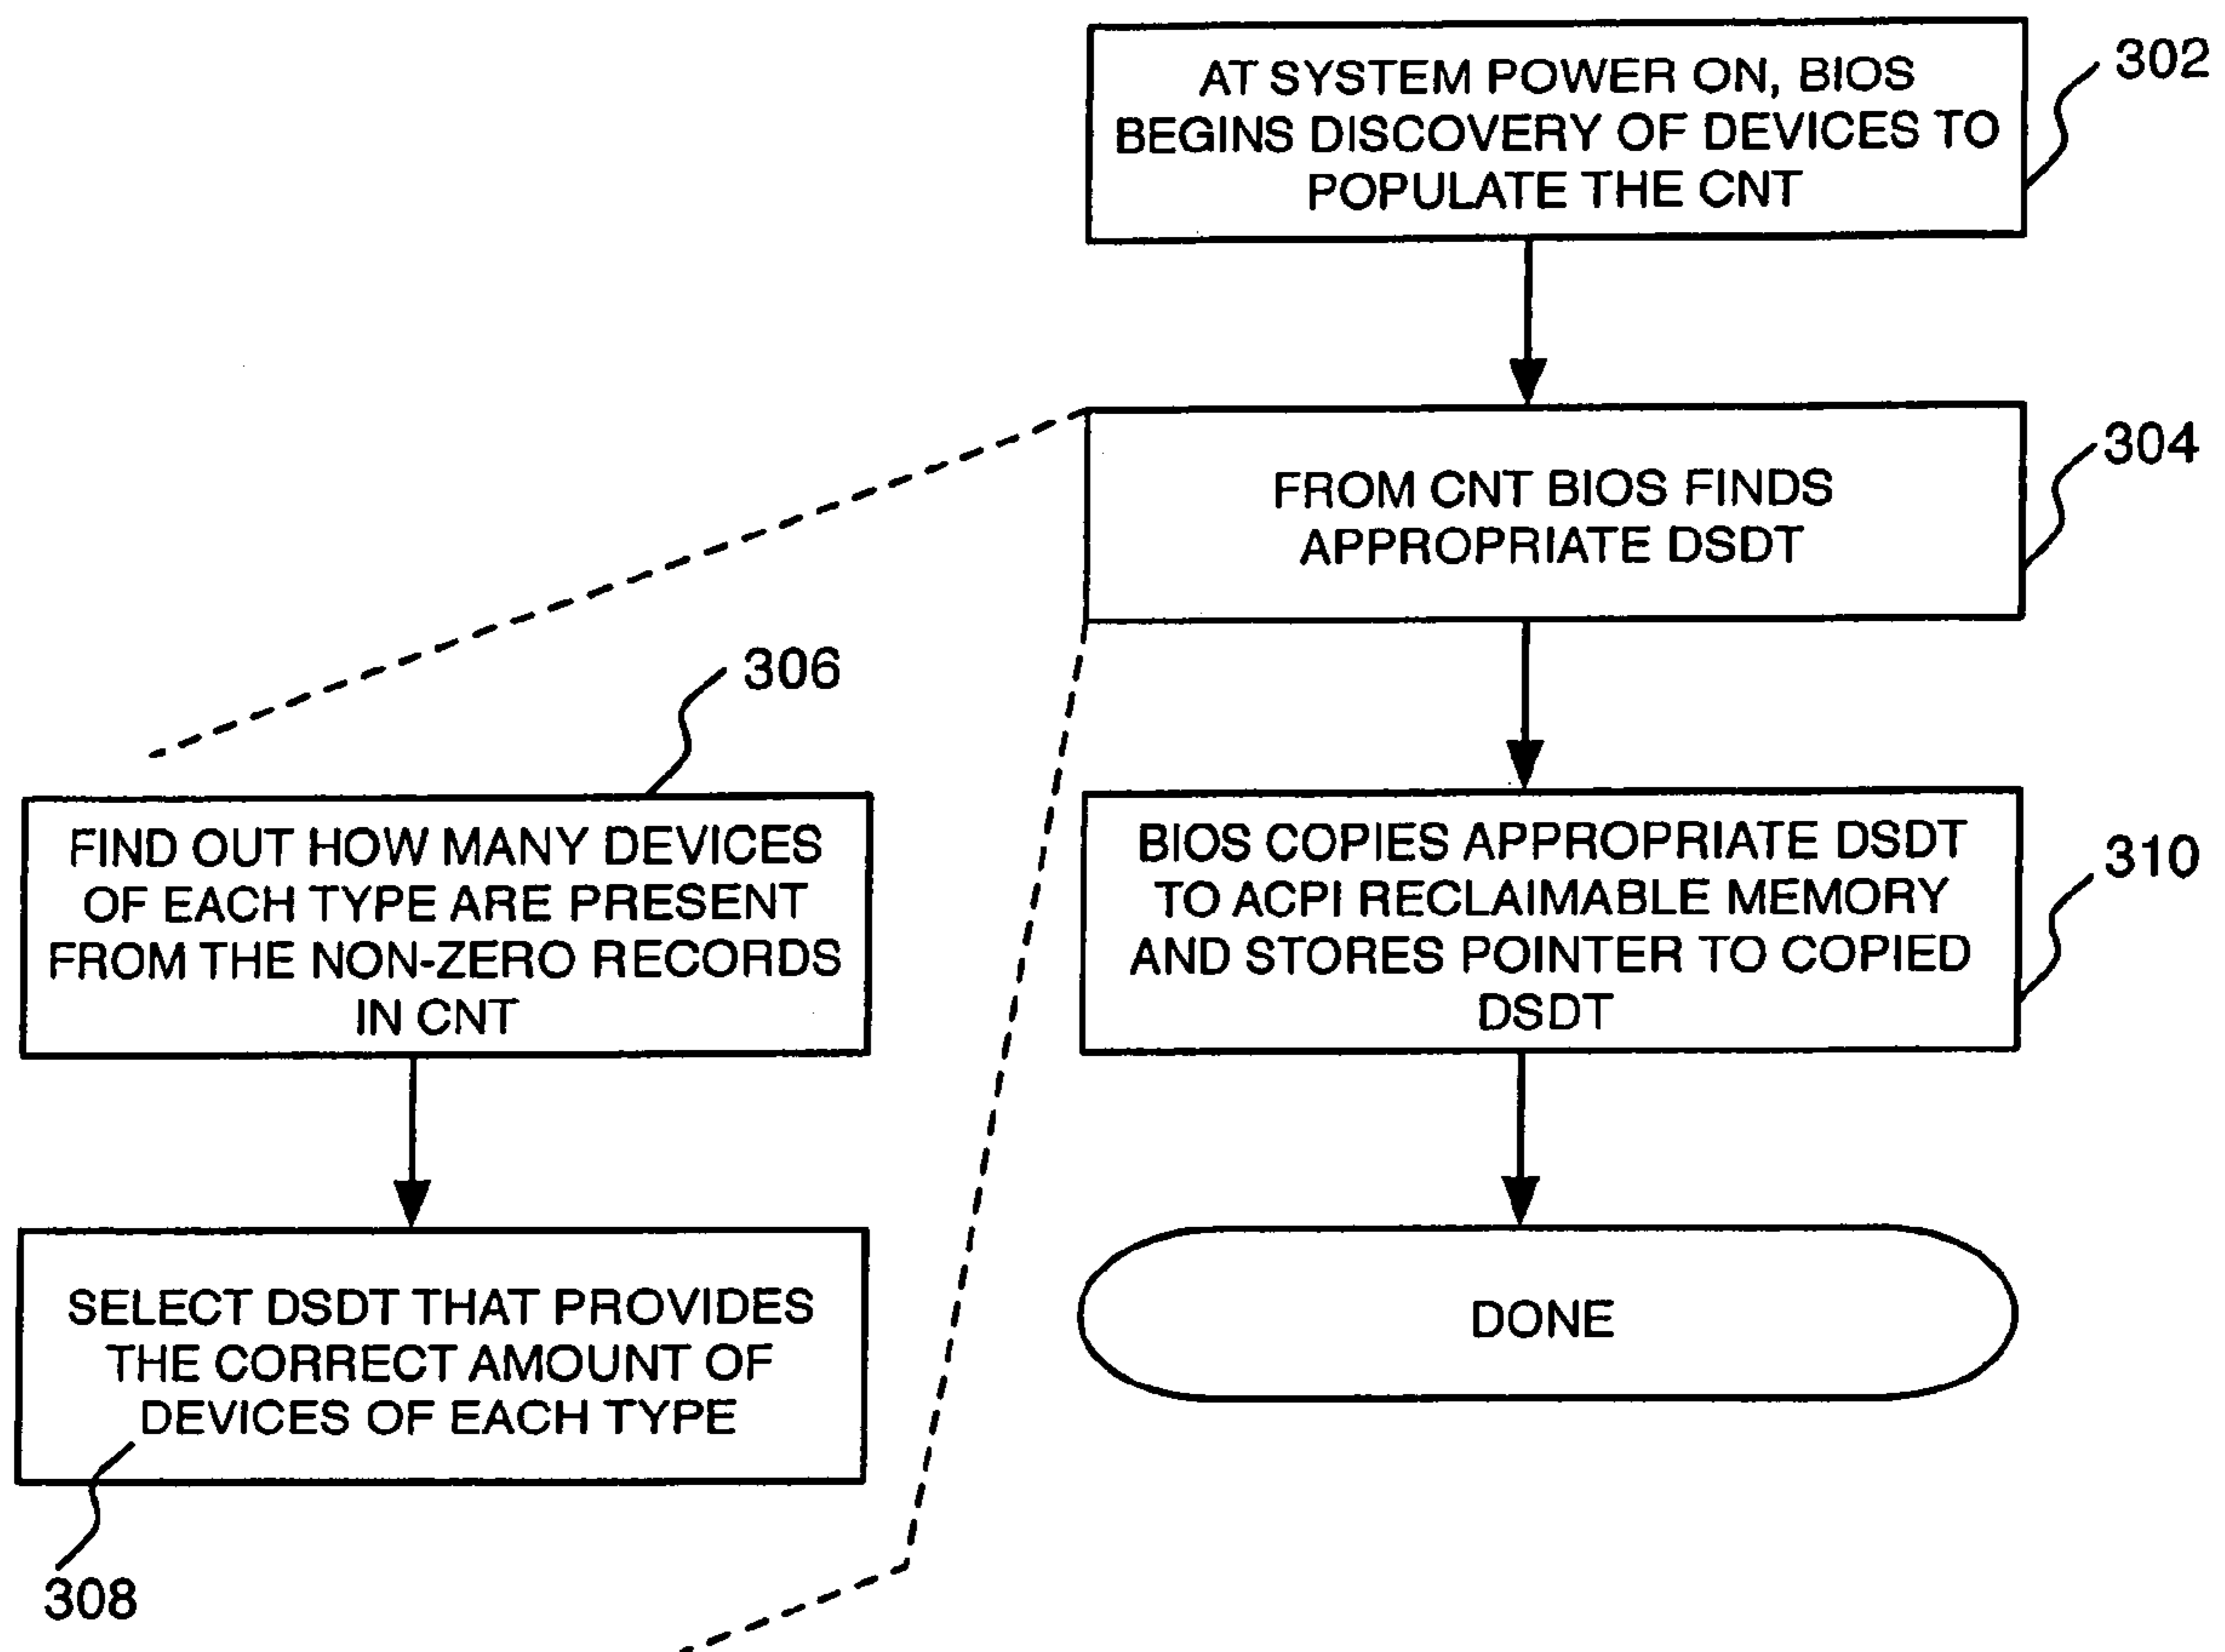 AT SYSTEM POWER ON, BIOS
BEGINS DISCOVERY OF DEVICES TO
POPULATE THE CNT
302
FROM CNT BIOS FINDS
APPROPRIATE DSDT
304
306
FIND OUT HOW MANY DEVICES
OF EACH TYPE ARE PRESENT
FROM THE NON-ZERO RECORDS
IN CNT
BIOS COPIES APPROPRIATE DSDT
TO ACPI RECLAIMABLE MEMORY
AND STORES POINTER TO COPIED
DSDT
310
SELECT DSDT THAT PROVIDES
THE CORRECT AMOUNT OF
DEVICES OF EACH TYPE
308
DONE